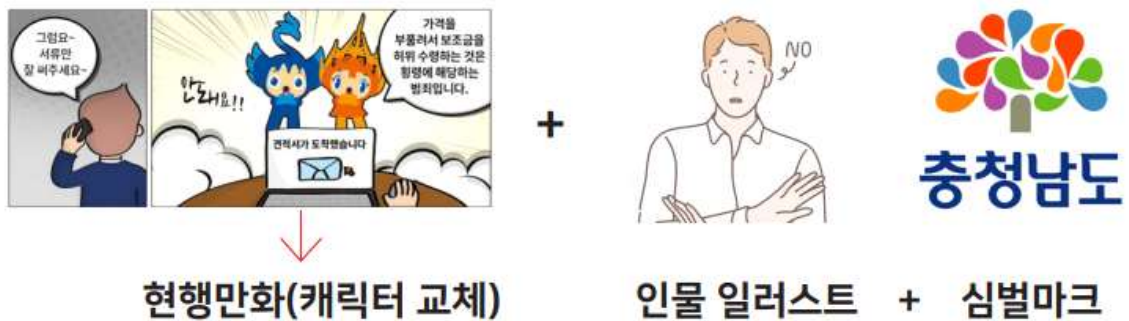 그럼요~
서류만
잘 써주세요~
안돼요!!
가격을
부풀려서 보조금을
허위 수령하는 것은
횡령에 해당하는
범죄입니다.
견적서가 도착했습니다
+
NO
충청남도
현행만화(캐릭터 교체)
인물 일러스트 + 심벌마크